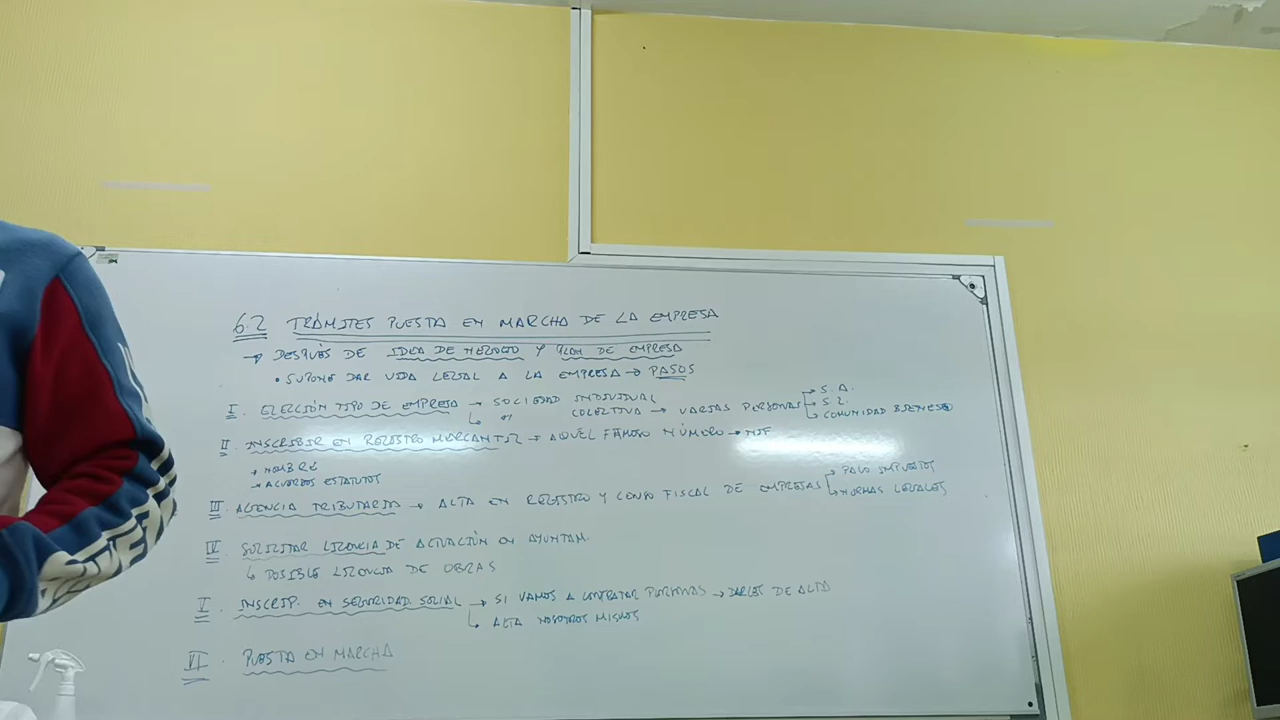 6.2 TRÁMITES PUESTA EN MARCHA DE LA EMPRESA
→ DESPUÉS DE IDEA DE NEGOCIO Y PLAN DE EMPRESA
• SUPONE DAR VIDA LEGAL A LA EMPRESA → PASOS
I. ELECCIÓN TIPO DE EMPRESA → SOCIEDAD INDIVIDUAL
↳ COLECTIVA → VARIAS PERSONAS
→ S.A.
→ S.L.
↳ COMUNIDAD BIENES
II INSCRIBIR EN REGISTRO MERCANTIL → AQUEL FAMOSO NÚMERO → NIF
→ NOMBRE
→ ACUERDOS ESTATUTOS
III AGENCIA TRIBUTARIA → ALTA EN REGISTRO Y CENSO FISCAL DE EMPRESAS
→ PAGO IMPUESTOS
↳ NORMAS LEGALES
IV SOLICITAR LICENCIA DE ACTUACIÓN EN AYUNTAM.
↳ POSIBLE LICENCIA DE OBRAS
V. INSCRIP. EN SEGURIDAD SOCIAL → SI VAMOS A CONTRATAR PERSONAS → DARLOS DE ALTA
↳ ALTA NOSOTROS MISMOS
VI. PUESTA EN MARCHA